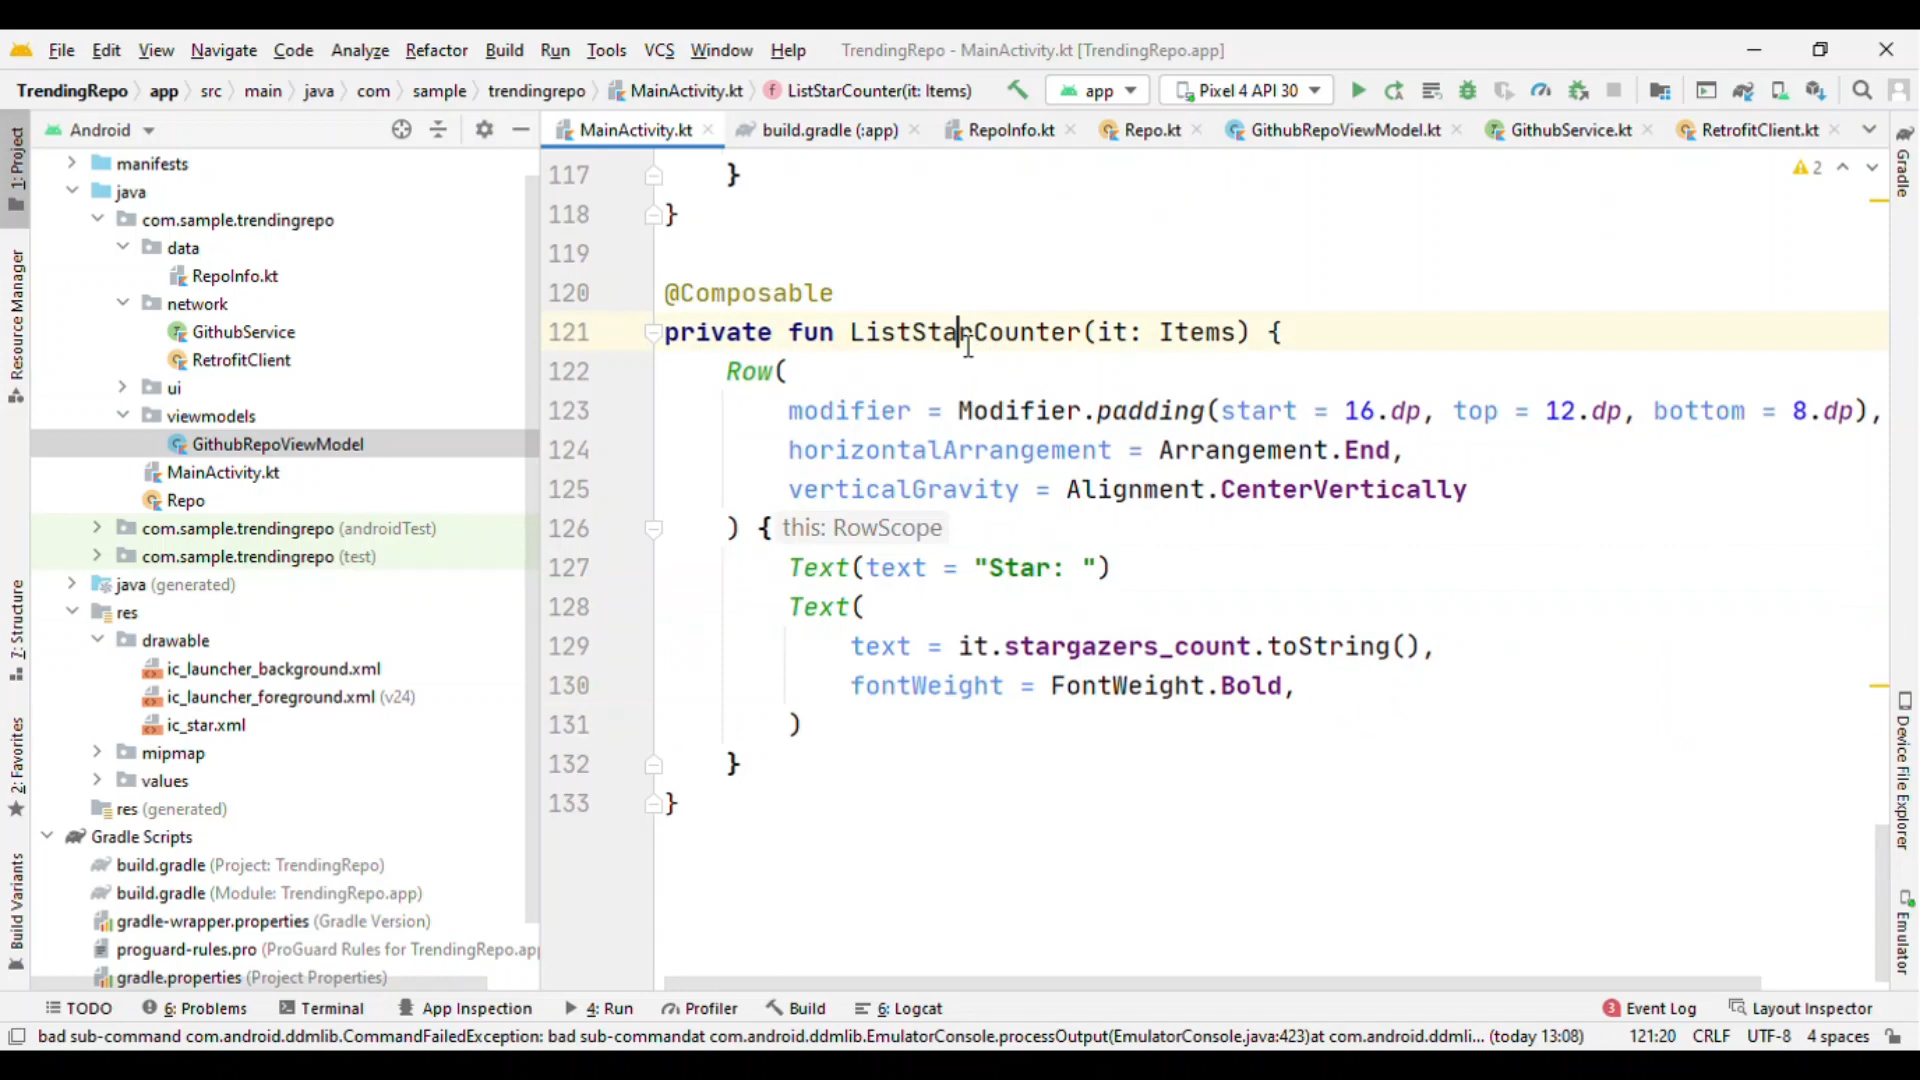 File Edit View Navigate Code Analyze Refactor Build Run Tools VCS Window Help TrendingRepo - MainActivity.kt [TrendingRepo.app]
TrendingRepo app src main java com sample trendingrepo MainActivity.kt ListStarCounter(it: Items) app Pixel 4 API 30
Android
MainActivity.kt build.gradle (:app) RepoInfo.kt Repo.kt GithubRepoViewModel.kt GithubService.kt RetrofitClient.kt
1: Project
Resource Manager
7: Structure
2: Favorites
Build Variants
manifests
java
com.sample.trendingrepo
data
RepoInfo.kt
network
GithubService
RetrofitClient
ui
viewmodels
GithubRepoViewModel
MainActivity.kt
Repo
com.sample.trendingrepo (androidTest)
com.sample.trendingrepo (test)
java (generated)
res
drawable
ic_launcher_background.xml
ic_launcher_foreground.xml (v24)
ic_star.xml
mipmap
values
res (generated)
Gradle Scripts
build.gradle (Project: TrendingRepo)
build.gradle (Module: TrendingRepo.app)
gradle-wrapper.properties (Gradle Version)
proguard-rules.pro (ProGuard Rules for TrendingRepo.app
gradle.properties (Project Properties)
2
117 }
118 }
119
120 @Composable
121 private fun ListStarCounter(it: Items) {
122 Row(
123 modifier = Modifier.padding(start = 16.dp, top = 12.dp, bottom = 8.dp),
124 horizontalArrangement = Arrangement.End,
125 verticalGravity = Alignment.CenterVertically
126 ) { this: RowScope
127 Text(text = "Star: ")
128 Text(
129 text = it.stargazers_count.toString(),
130 fontWeight = FontWeight.Bold,
131 )
132 }
133 }
Gradle
Device File Explorer
Emulator
TODO 6: Problems Terminal App Inspection 4: Run Profiler Build 6: Logcat 3 Event Log Layout Inspector
bad sub-command com.android.ddmlib.CommandFailedException: bad sub-commandat com.android.ddmlib.EmulatorConsole.processOutput(EmulatorConsole.java:423)at com.android.ddmli... (today 13:08) 121:20 CRLF UTF-8 4 spaces